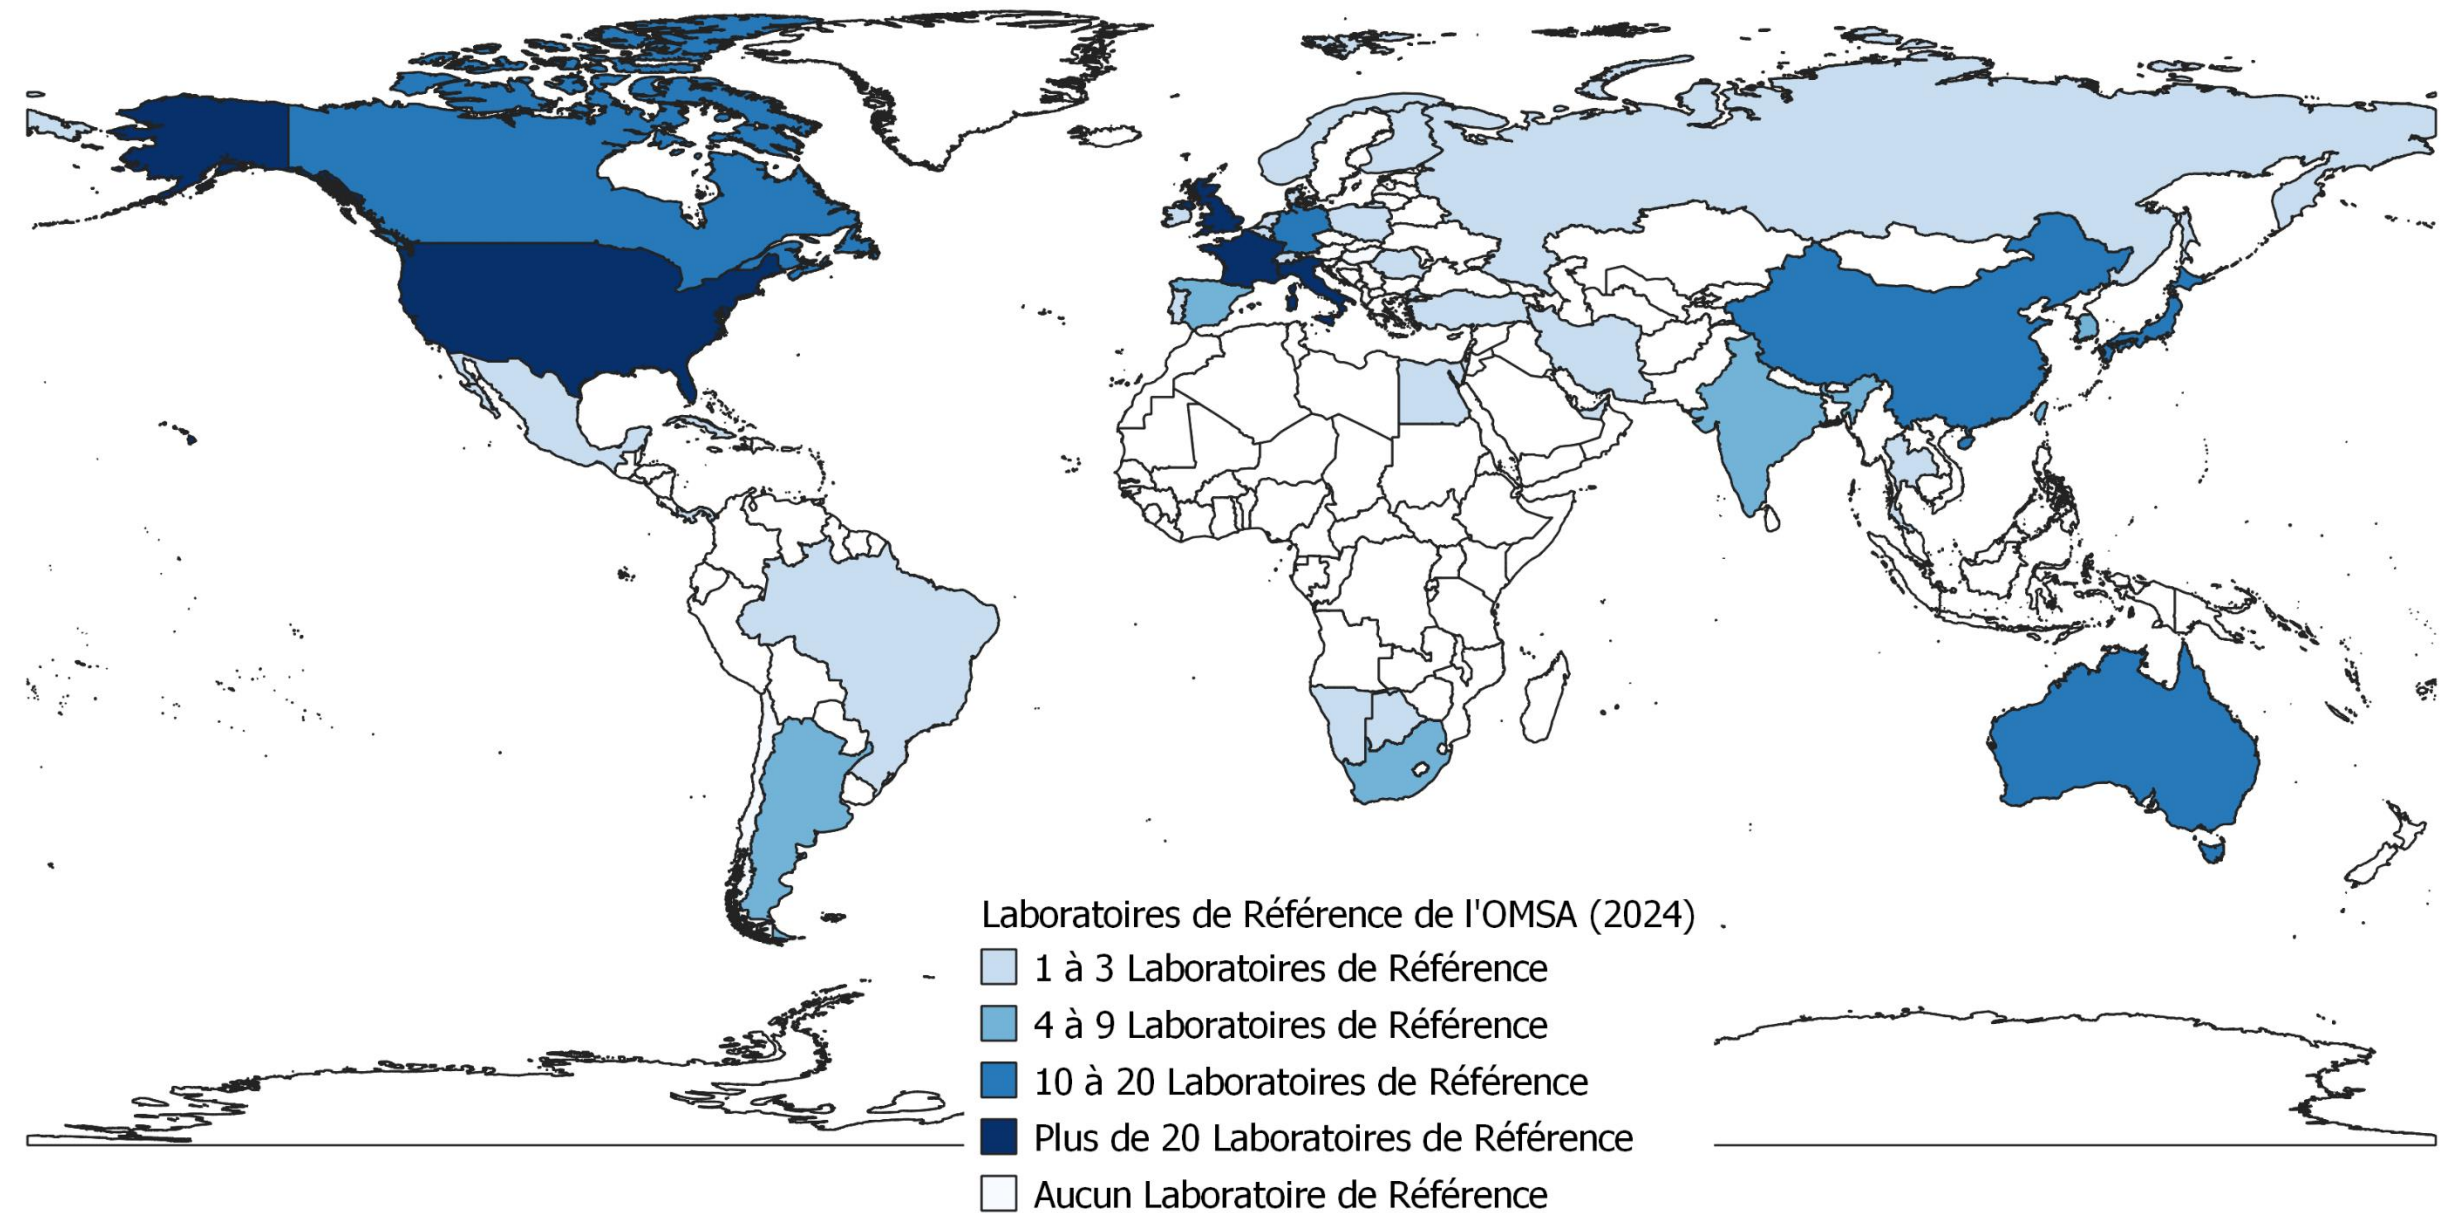 Laboratoires de Référence de l'OMSA (2024)
1 à 3 Laboratoires de Référence
4 à 9 Laboratoires de Référence
10 à 20 Laboratoires de Référence
Plus de 20 Laboratoires de Référence
Aucun Laboratoire de Référence